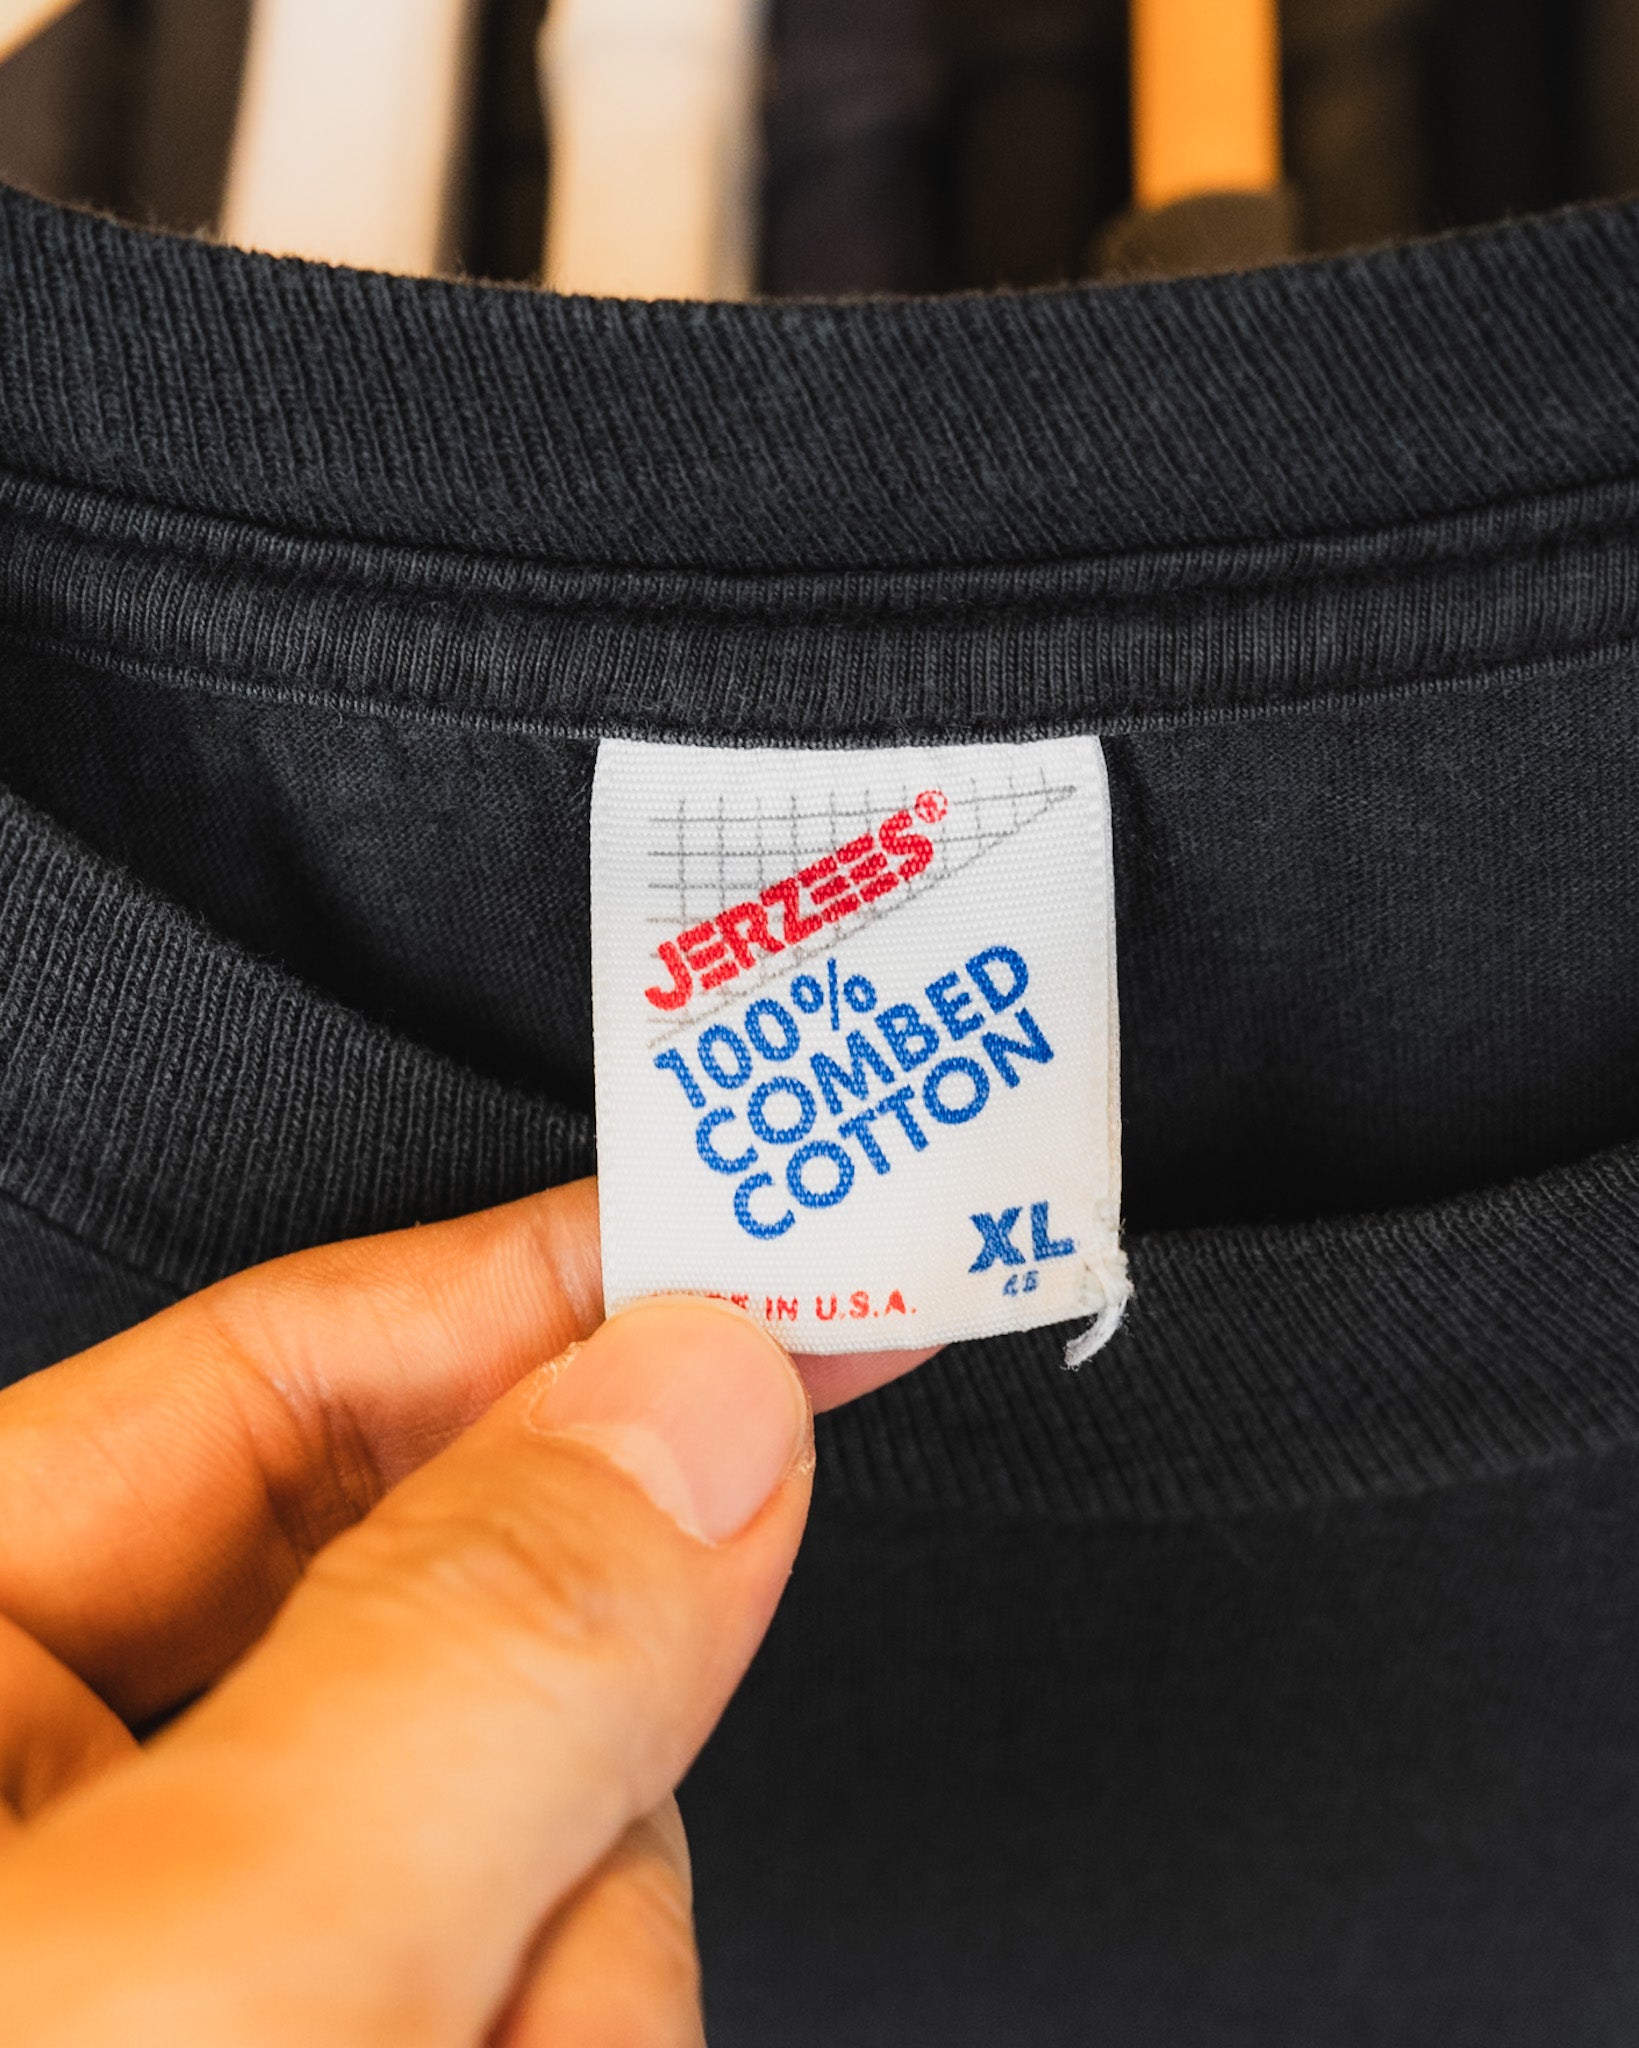 JERZEES®
100%
COMBED
COTTON
XL
IN U.S.A.